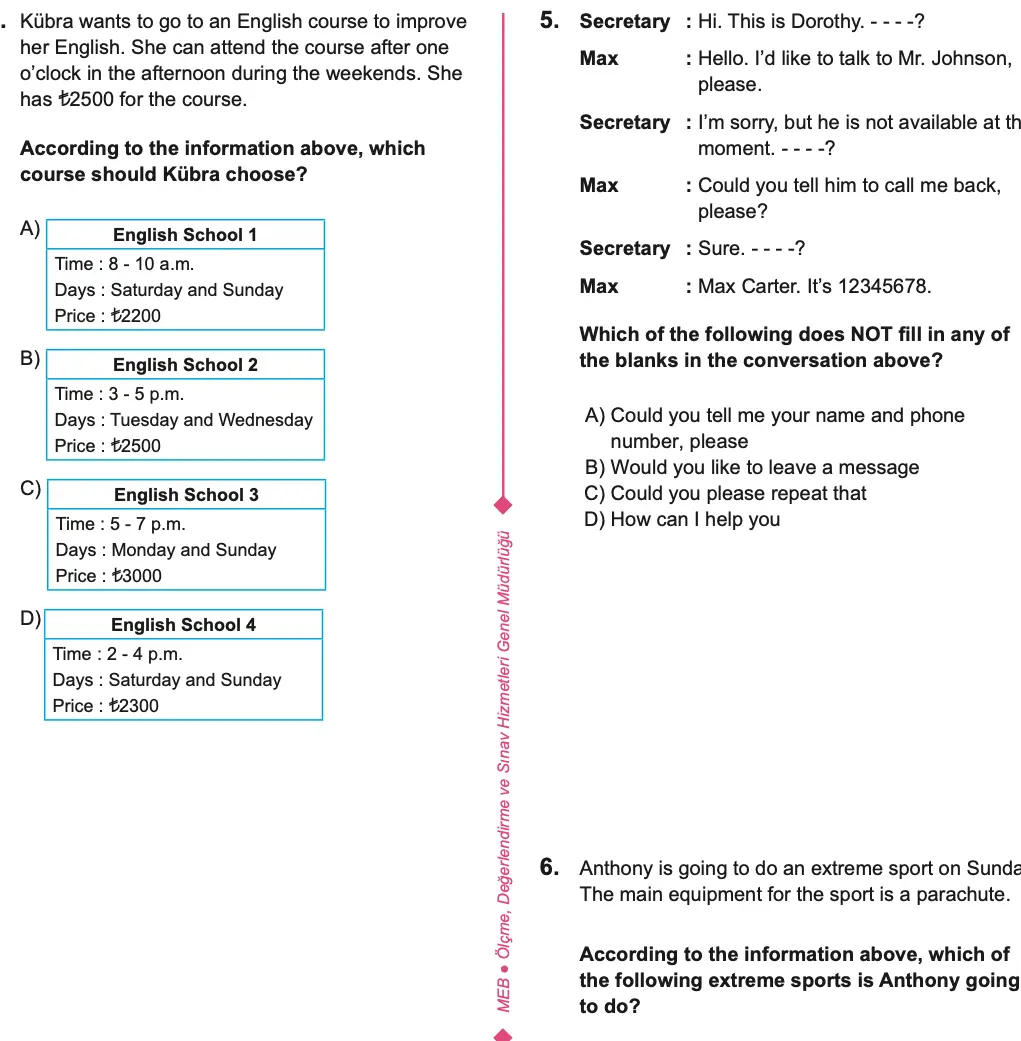 . Kübra wants to go to an English course to improve
her English. She can attend the course after one
o’clock in the afternoon during the weekends. She
has ₺2500 for the course.
According to the information above, which
course should Kübra choose?
A)
English School 1
Time : 8 - 10 a.m.
Days : Saturday and Sunday
Price : ₺2200
B)
English School 2
Time : 3 - 5 p.m.
Days : Tuesday and Wednesday
Price : ₺2500
C)
English School 3
Time : 5 - 7 p.m.
Days : Monday and Sunday
Price : ₺3000
D)
English School 4
Time : 2 - 4 p.m.
Days : Saturday and Sunday
Price : ₺2300
MEB ● Ölçme, Değerlendirme ve Sınav Hizmetleri Genel Müdürlüğü
5. Secretary : Hi. This is Dorothy. - - - -?
Max : Hello. I’d like to talk to Mr. Johnson,
please.
Secretary : I’m sorry, but he is not available at th
moment. - - - -?
Max : Could you tell him to call me back,
please?
Secretary : Sure. - - - -?
Max : Max Carter. It’s 12345678.
Which of the following does NOT fill in any of
the blanks in the conversation above?
A) Could you tell me your name and phone
number, please
B) Would you like to leave a message
C) Could you please repeat that
D) How can I help you
6. Anthony is going to do an extreme sport on Sunda
The main equipment for the sport is a parachute.
According to the information above, which of
the following extreme sports is Anthony going
to do?